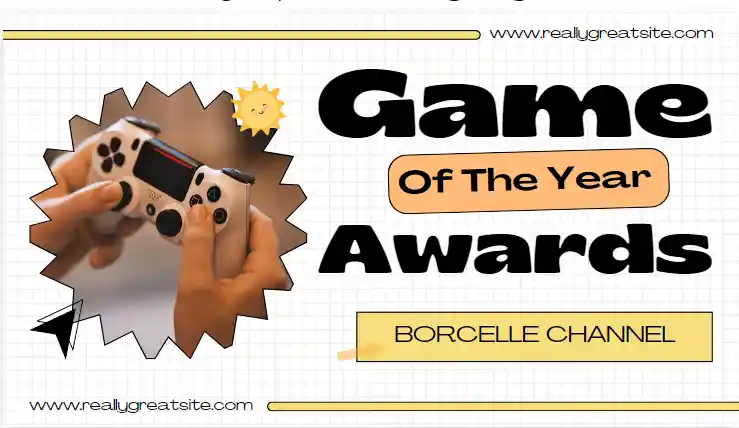 www.reallygreatsite.com
Game
Of The Year
Awards
BORCELLE CHANNEL
www.reallygreatsite.com